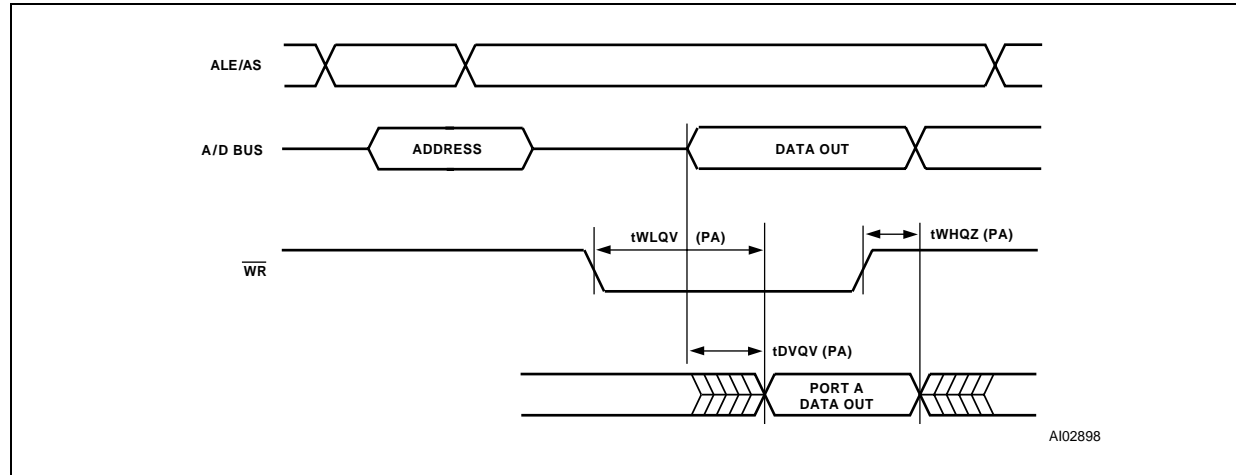 ALE/AS
A/D BUS
ADDRESS
DATA OUT
tWLQV (PA)
tWHQZ (PA)
WR
tDVQV (PA)
PORT A
DATA OUT
AI02898